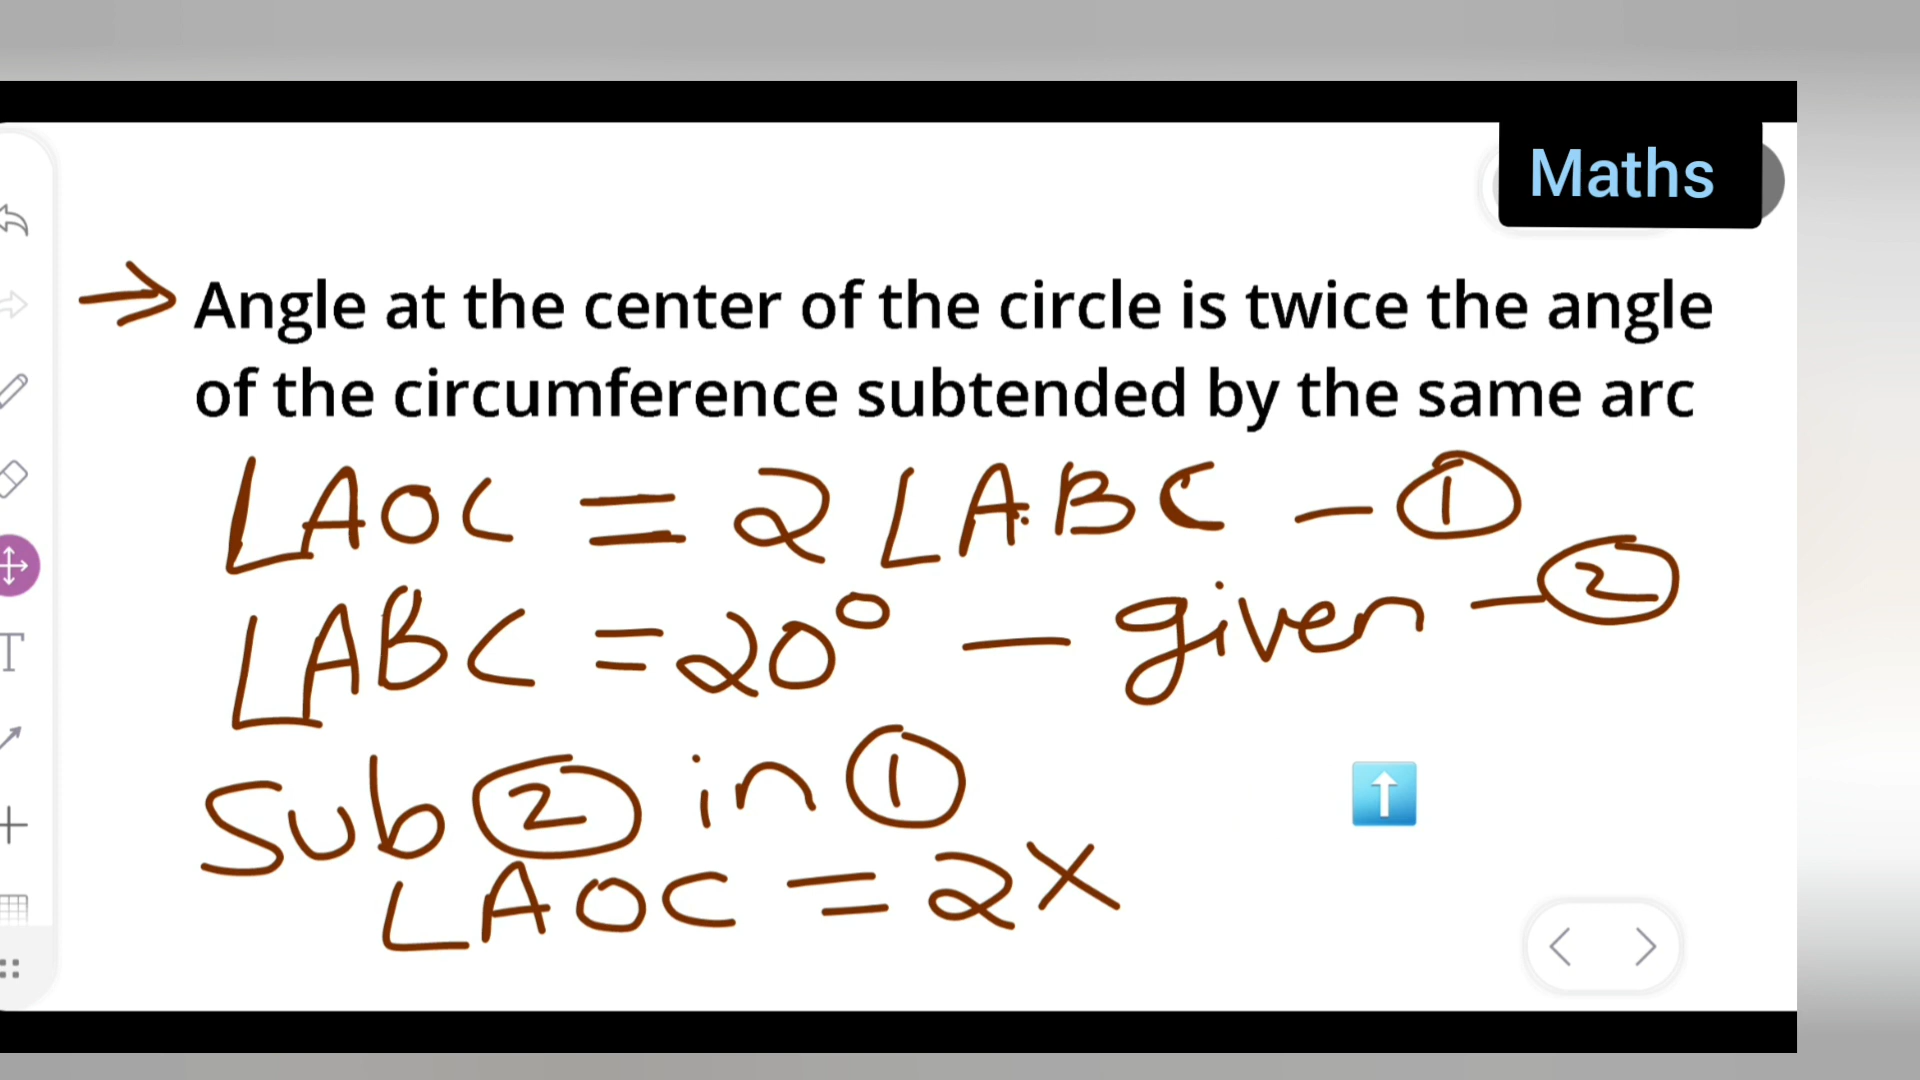 Maths
→ Angle at the center of the circle is twice the angle
of the circumference subtended by the same arc
∠AOC = 2 ∠ABC - ①
∠ABC = 20° - given - ②
Sub ② in ①
∠AOC = 2×
T